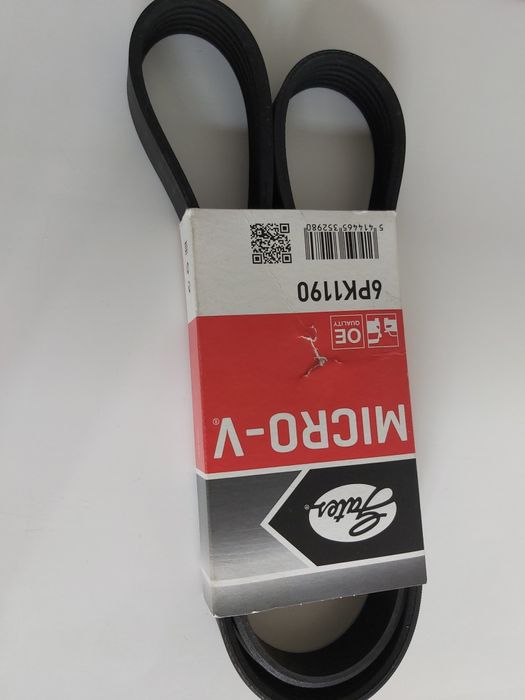 Gates®
MICRO-V®
OE
QUALITY
6PK1190
5 414465 352980